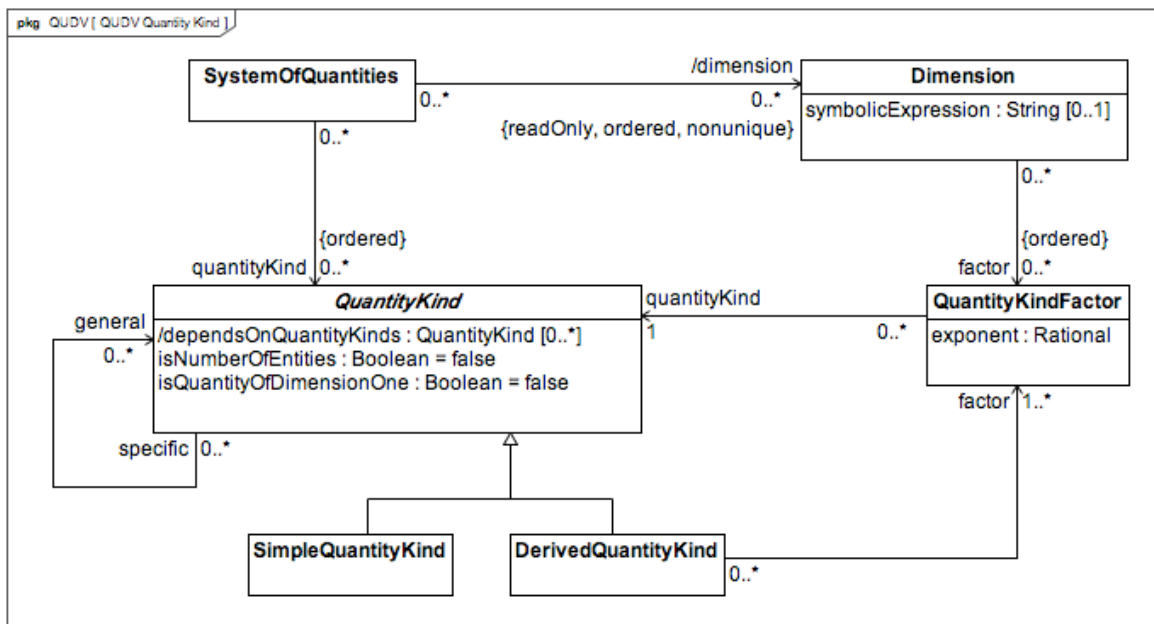 pkg QUDV [ QUDV Quantity Kind ]
SystemOfQuantities
/dimension
0..*
0..*
{readOnly, ordered, nonunique}
Dimension
symbolicExpression : String [0..1]
0..*
0..*
{ordered}
quantityKind
0..*
{ordered}
factor
0..*
QuantityKind
/dependsOnQuantityKinds : QuantityKind [0..*]
isNumberOfEntities : Boolean = false
isQuantityOfDimensionOne : Boolean = false
general
0..*
specific
0..*
quantityKind
1
0..*
QuantityKindFactor
exponent : Rational
factor
1..*
SimpleQuantityKind
DerivedQuantityKind
0..*